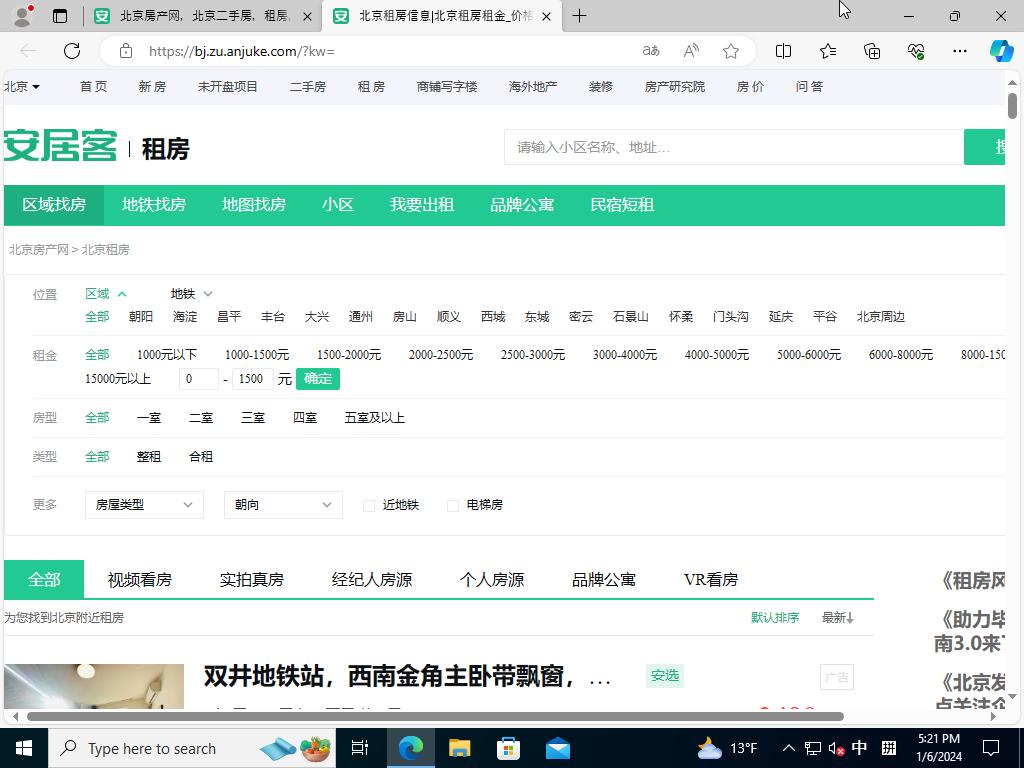 北京房产网，北京二手房，租房，
北京租房信息|北京租房租金_价格
https://bj.zu.anjuke.com/?kw=
北京 首 页 新 房 未开盘项目 二手房 租 房 商铺写字楼 海外地产 装修 房产研究院 房 价 问 答
安居客 租房 请输入小区名称、地址... 搜
区域找房 地铁找房 地图找房 小区 我要出租 品牌公寓 民宿短租
北京房产网 > 北京租房
位置 区域 地铁
全部 朝阳 海淀 昌平 丰台 大兴 通州 房山 顺义 西城 东城 密云 石景山 怀柔 门头沟 延庆 平谷 北京周边
租金 全部 1000元以下 1000-1500元 1500-2000元 2000-2500元 2500-3000元 3000-4000元 4000-5000元 5000-6000元 6000-8000元 8000-150
15000元以上 0 - 1500 元 确定
房型 全部 一室 二室 三室 四室 五室及以上
类型 全部 整租 合租
更多 房屋类型 朝向 近地铁 电梯房
全部 视频看房 实拍真房 经纪人房源 个人房源 品牌公寓 VR看房
《租房风
为您找到北京附近租房 默认排序 最新↓
《助力毕
南3.0来了
双井地铁站，西南金角主卧带飘窗，... 安选 广告
《北京发
点关注企
Type here to search 13°F 中 拼 5:21 PM
1/6/2024